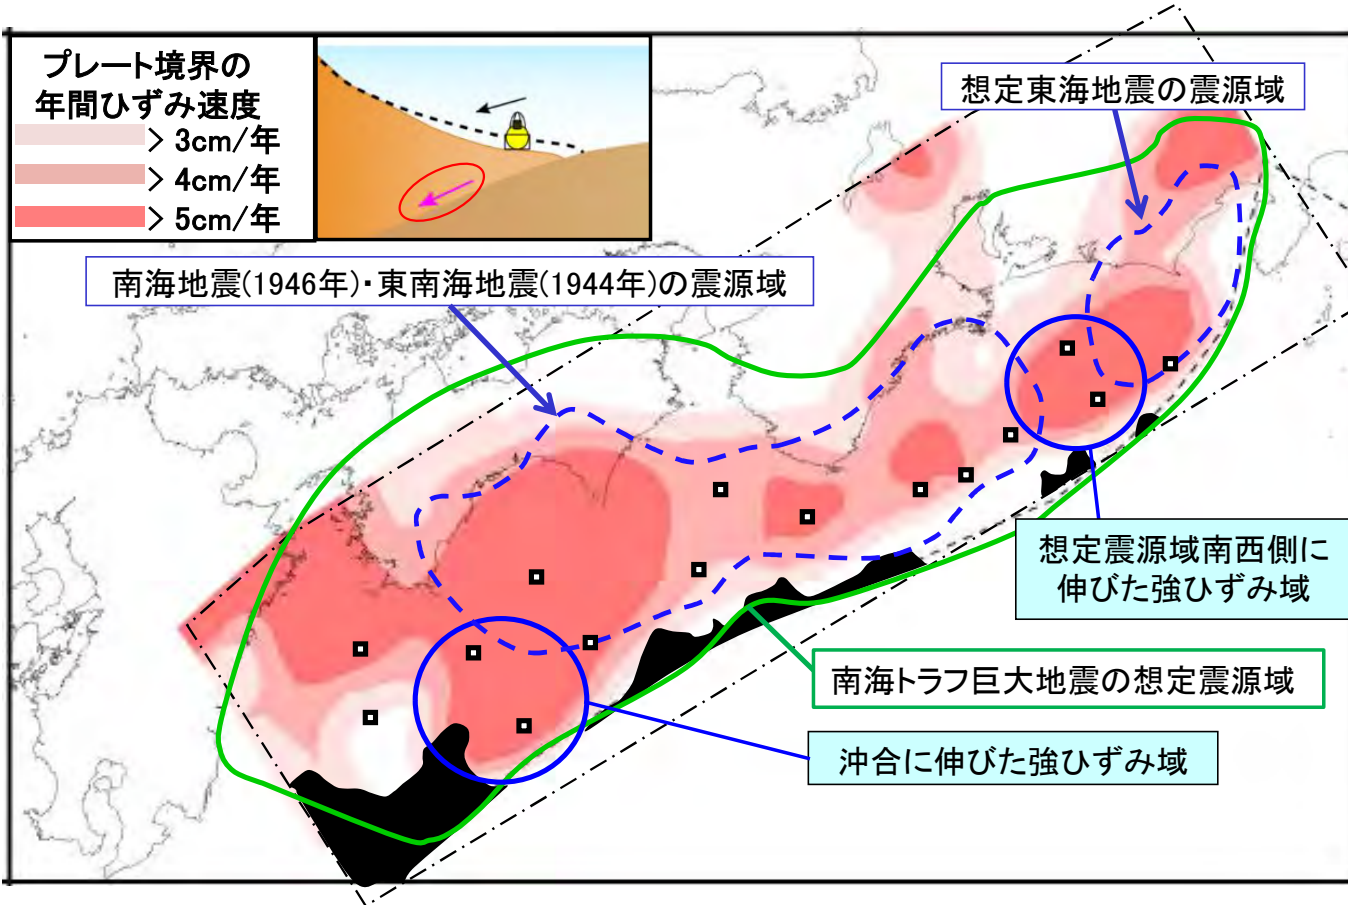 プレート境界の
年間ひずみ速度
> 3cm/年
> 4cm/年
> 5cm/年
想定東海地震の震源域
南海地震(1946年)・東南海地震(1944年)の震源域
想定震源域南西側に
伸びた強ひずみ域
南海トラフ巨大地震の想定震源域
沖合に伸びた強ひずみ域